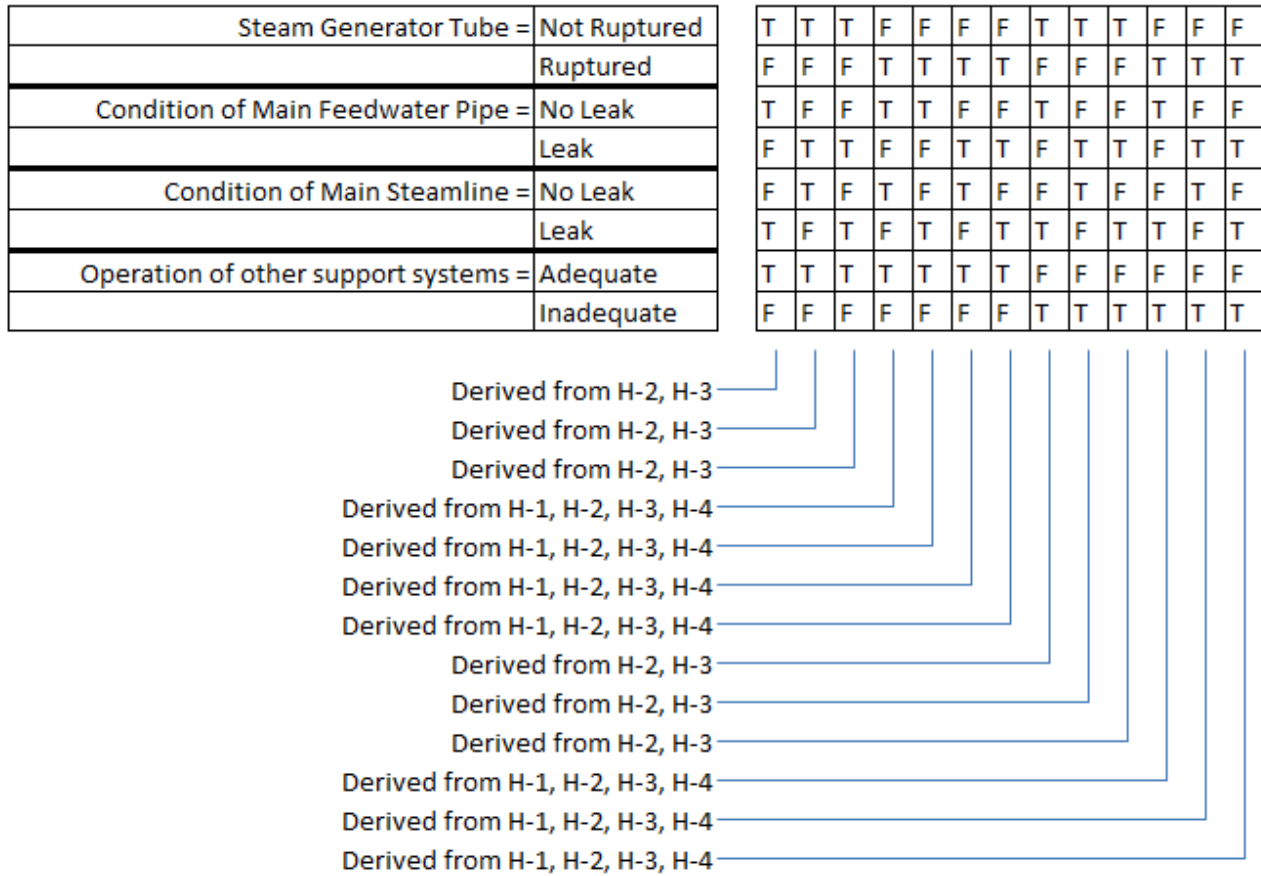 Steam Generator Tube = Not Ruptured T T T F F F F T T T F F F
Ruptured F F F T T T T F F F T T T
Condition of Main Feedwater Pipe = No Leak T F F T T F F T F F T F F
Leak F T T F F T T F T T F T T
Condition of Main Steamline = No Leak F T F T F T F F T F F T F
Leak T F T F T F T T F T T F T
Operation of other support systems = Adequate T T T T T T T F F F F F F
Inadequate F F F F F F F T T T T T T
Derived from H-2, H-3
Derived from H-2, H-3
Derived from H-2, H-3
Derived from H-1, H-2, H-3, H-4
Derived from H-1, H-2, H-3, H-4
Derived from H-1, H-2, H-3, H-4
Derived from H-1, H-2, H-3, H-4
Derived from H-2, H-3
Derived from H-2, H-3
Derived from H-2, H-3
Derived from H-1, H-2, H-3, H-4
Derived from H-1, H-2, H-3, H-4
Derived from H-1, H-2, H-3, H-4